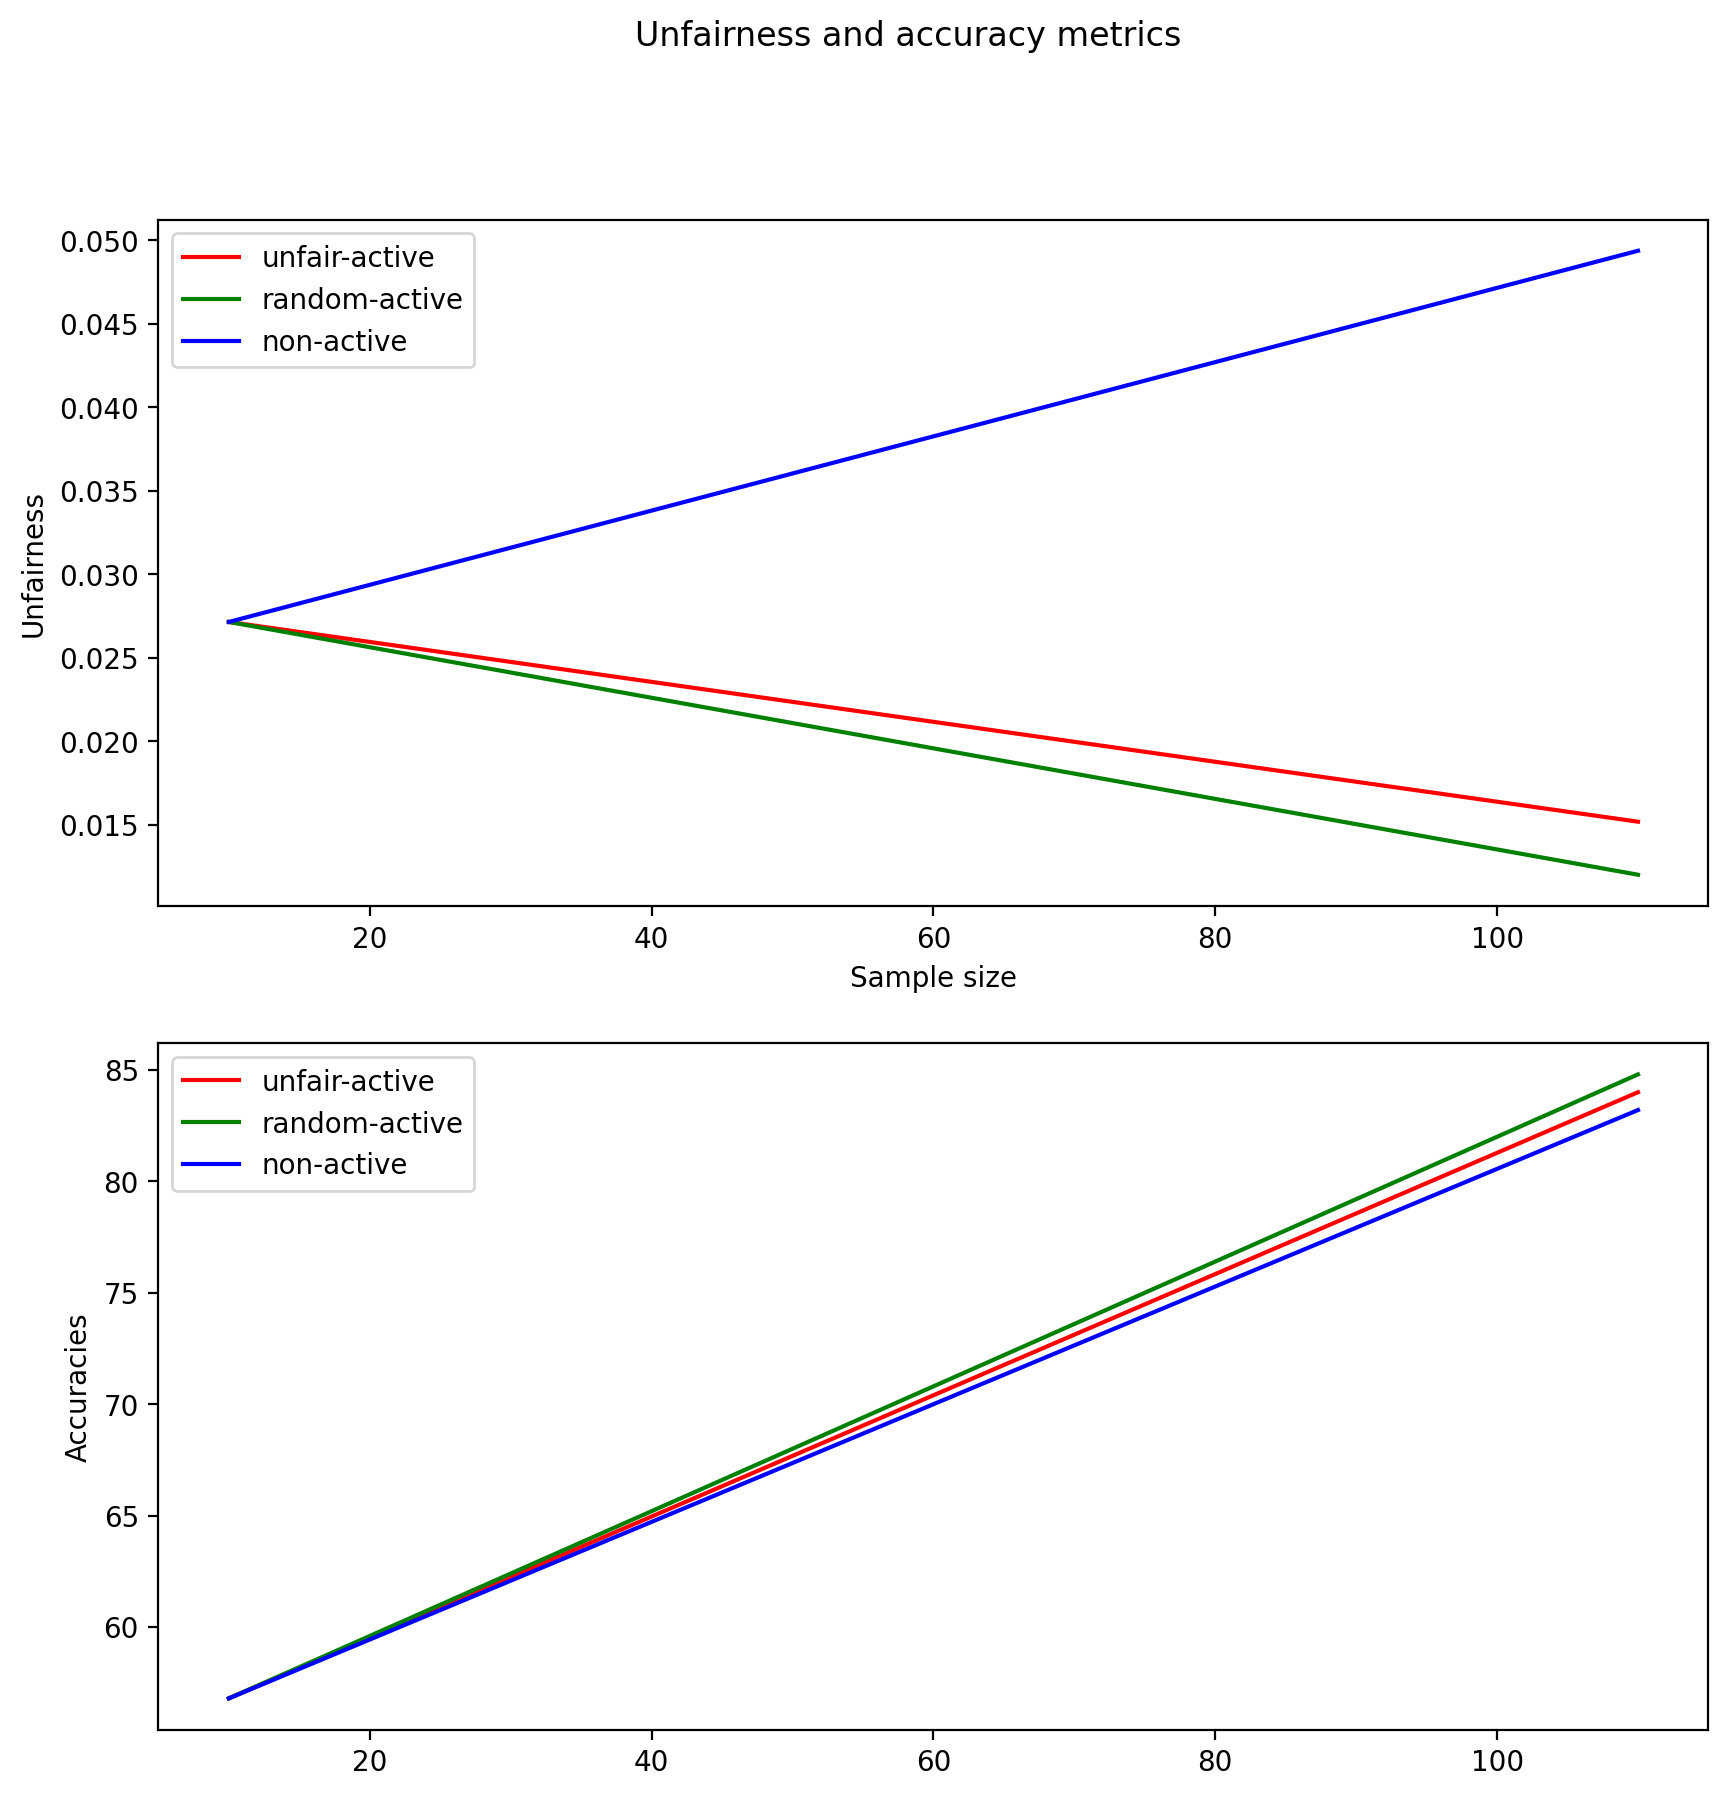 Unfairness and accuracy metrics
0.050
0.045
0.040
0.035
0.030
0.025
0.020
0.015
Unfairness
unfair-active
random-active
non-active
20 40 60 80 100
Sample size
85
80
75
70
65
60
Accuracies
unfair-active
random-active
non-active
20 40 60 80 100